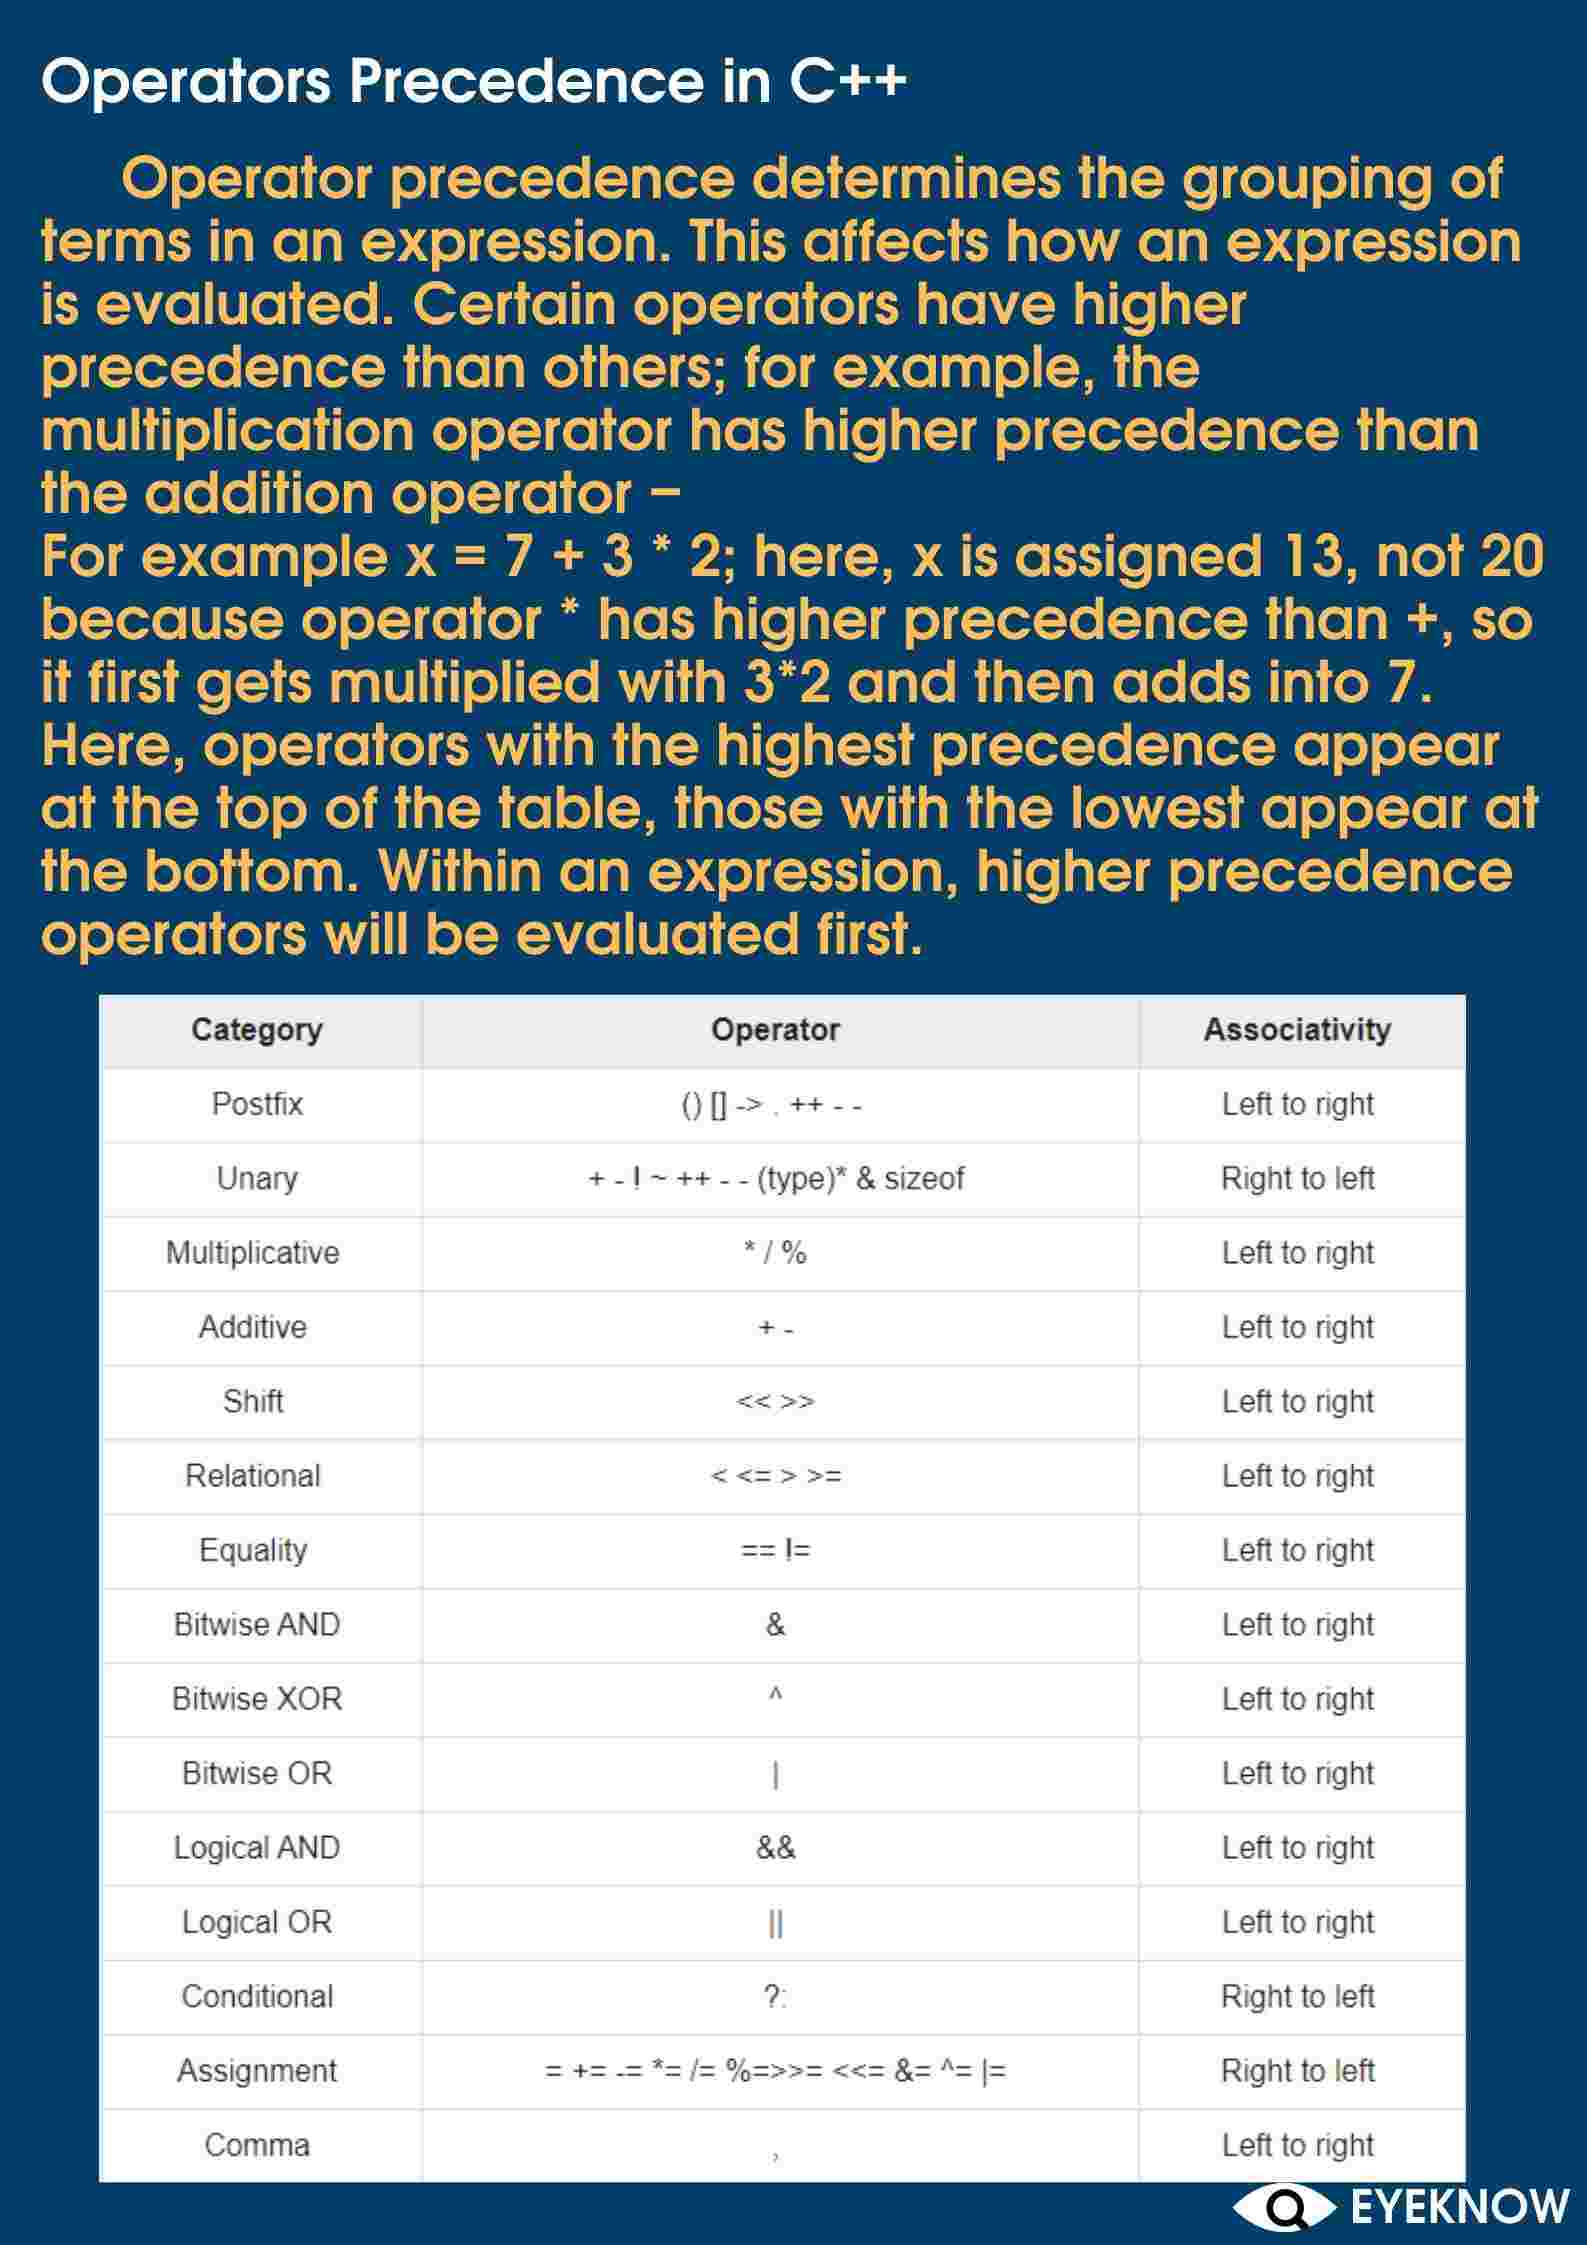 Operators Precedence in C++
Operator precedence determines the grouping of
terms in an expression. This affects how an expression
is evaluated. Certain operators have higher
precedence than others; for example, the
multiplication operator has higher precedence than
the addition operator –
For example x = 7 + 3 * 2; here, x is assigned 13, not 20
because operator * has higher precedence than +, so
it first gets multiplied with 3*2 and then adds into 7.
Here, operators with the highest precedence appear
at the top of the table, those with the lowest appear at
the bottom. Within an expression, higher precedence
operators will be evaluated first.
Category Operator Associativity
Postfix () [] -> . ++ - - Left to right
Unary + - ! ~ ++ - - (type)* & sizeof Right to left
Multiplicative * / % Left to right
Additive + - Left to right
Shift << >> Left to right
Relational < <= > >= Left to right
Equality == != Left to right
Bitwise AND & Left to right
Bitwise XOR ^ Left to right
Bitwise OR | Left to right
Logical AND && Left to right
Logical OR || Left to right
Conditional ?: Right to left
Assignment = += -= *= /= %=>>= <<= &= ^= |= Right to left
Comma , Left to right
EYEKNOW